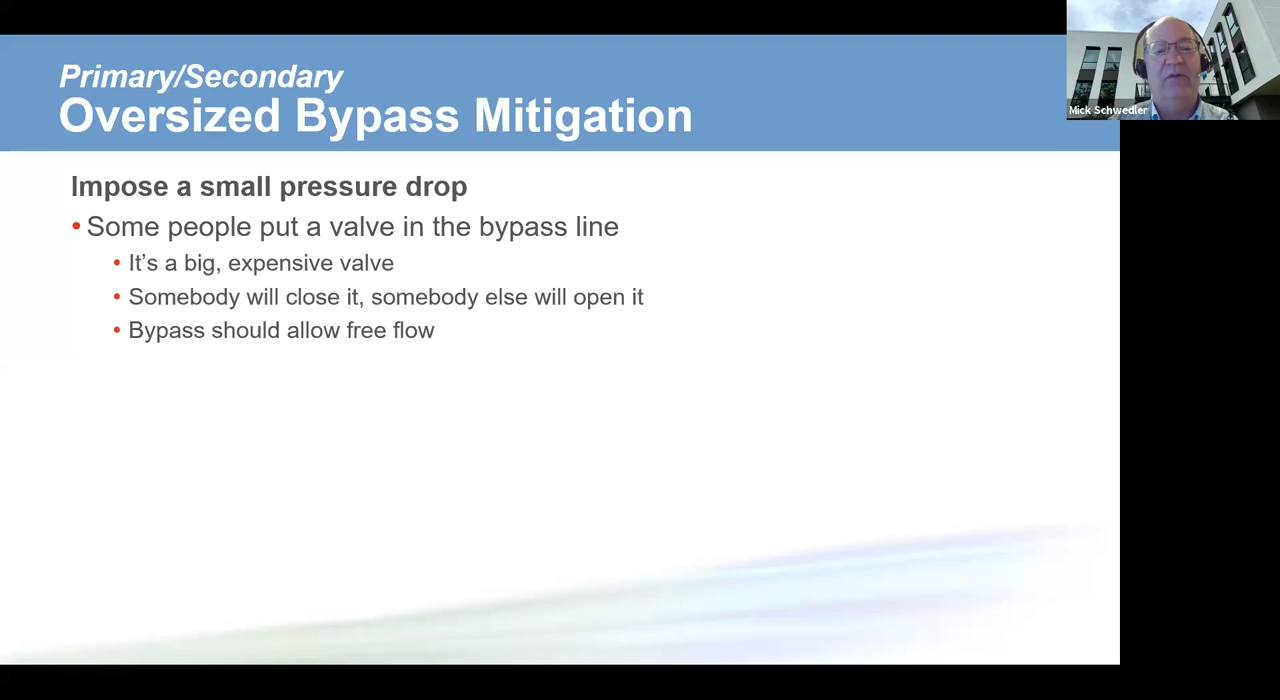 Primary/Secondary
Oversized Bypass Mitigation
Mick Schwedler
Impose a small pressure drop
• Some people put a valve in the bypass line
• It’s a big, expensive valve
• Somebody will close it, somebody else will open it
• Bypass should allow free flow